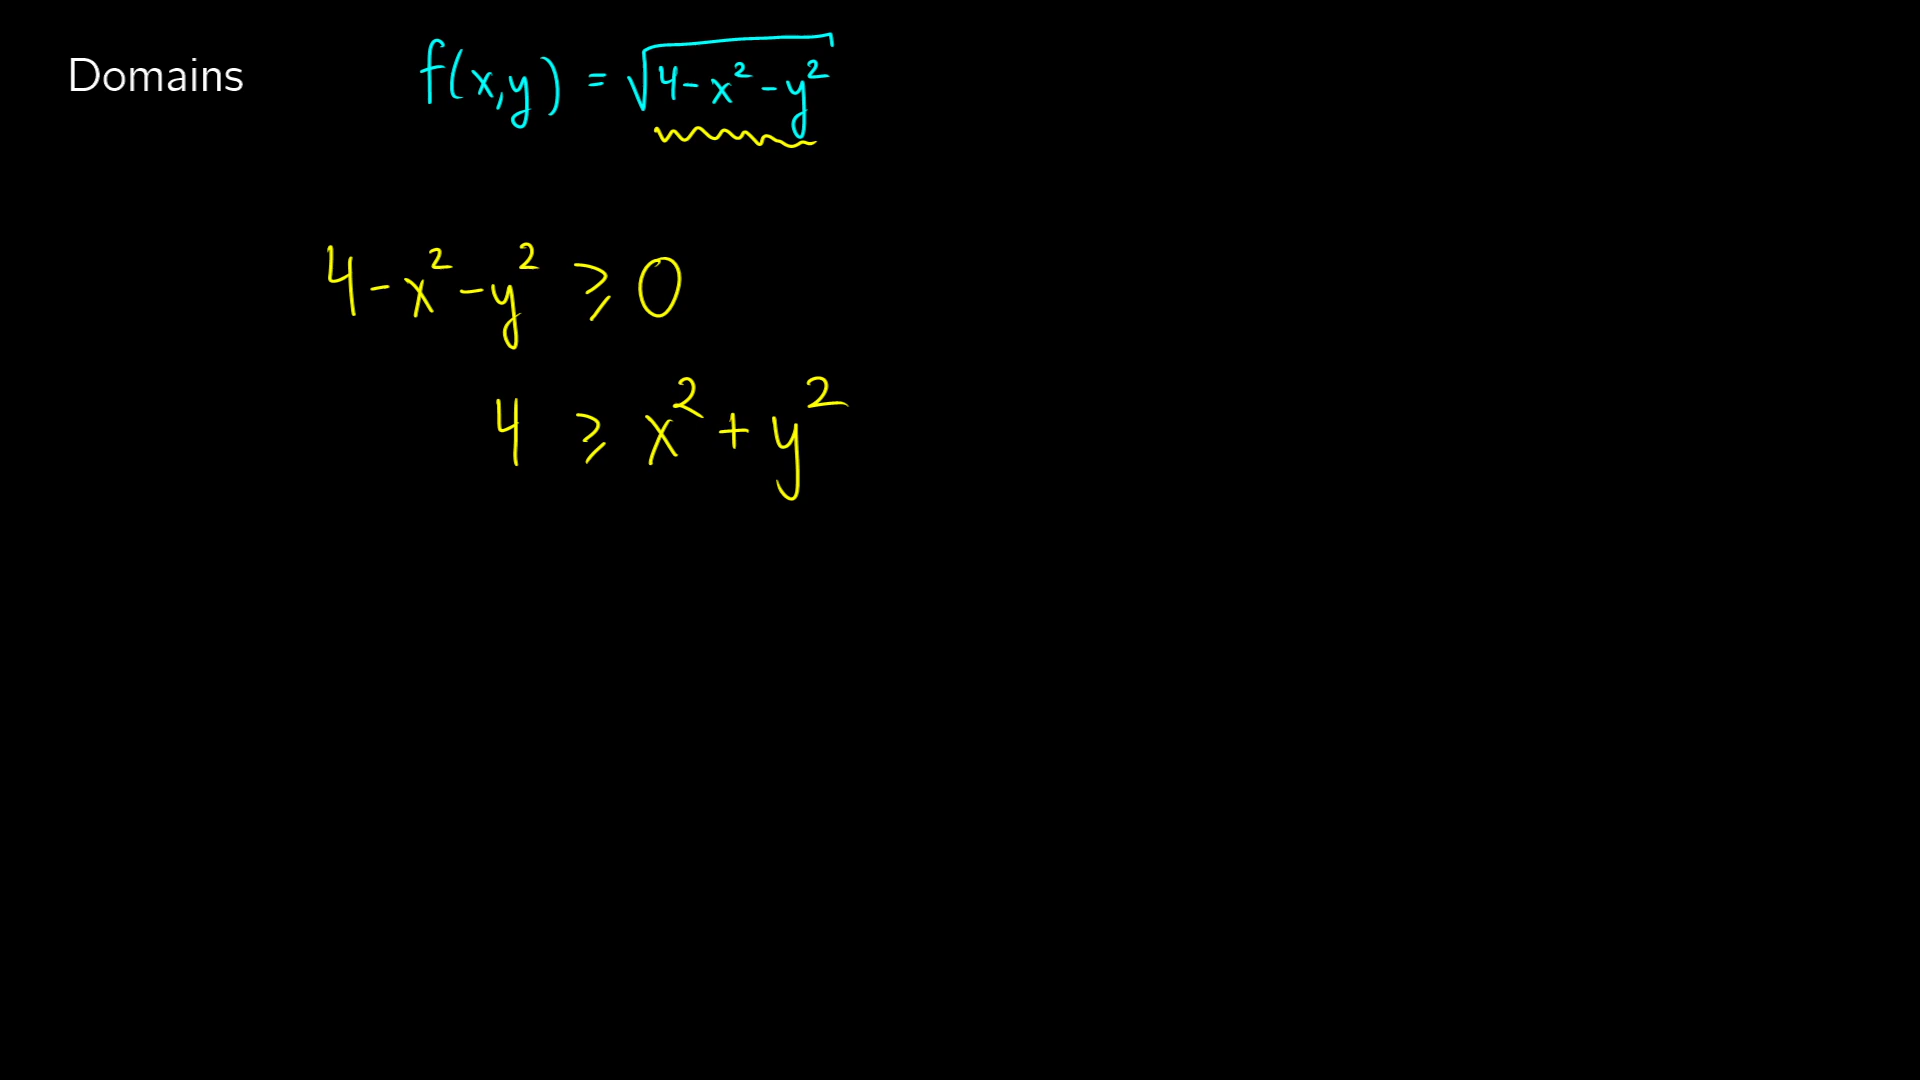 Domains f(x,y) = √4-x²-y²
4-x²-y² ⩾ 0
4 ⩾ x²+y²